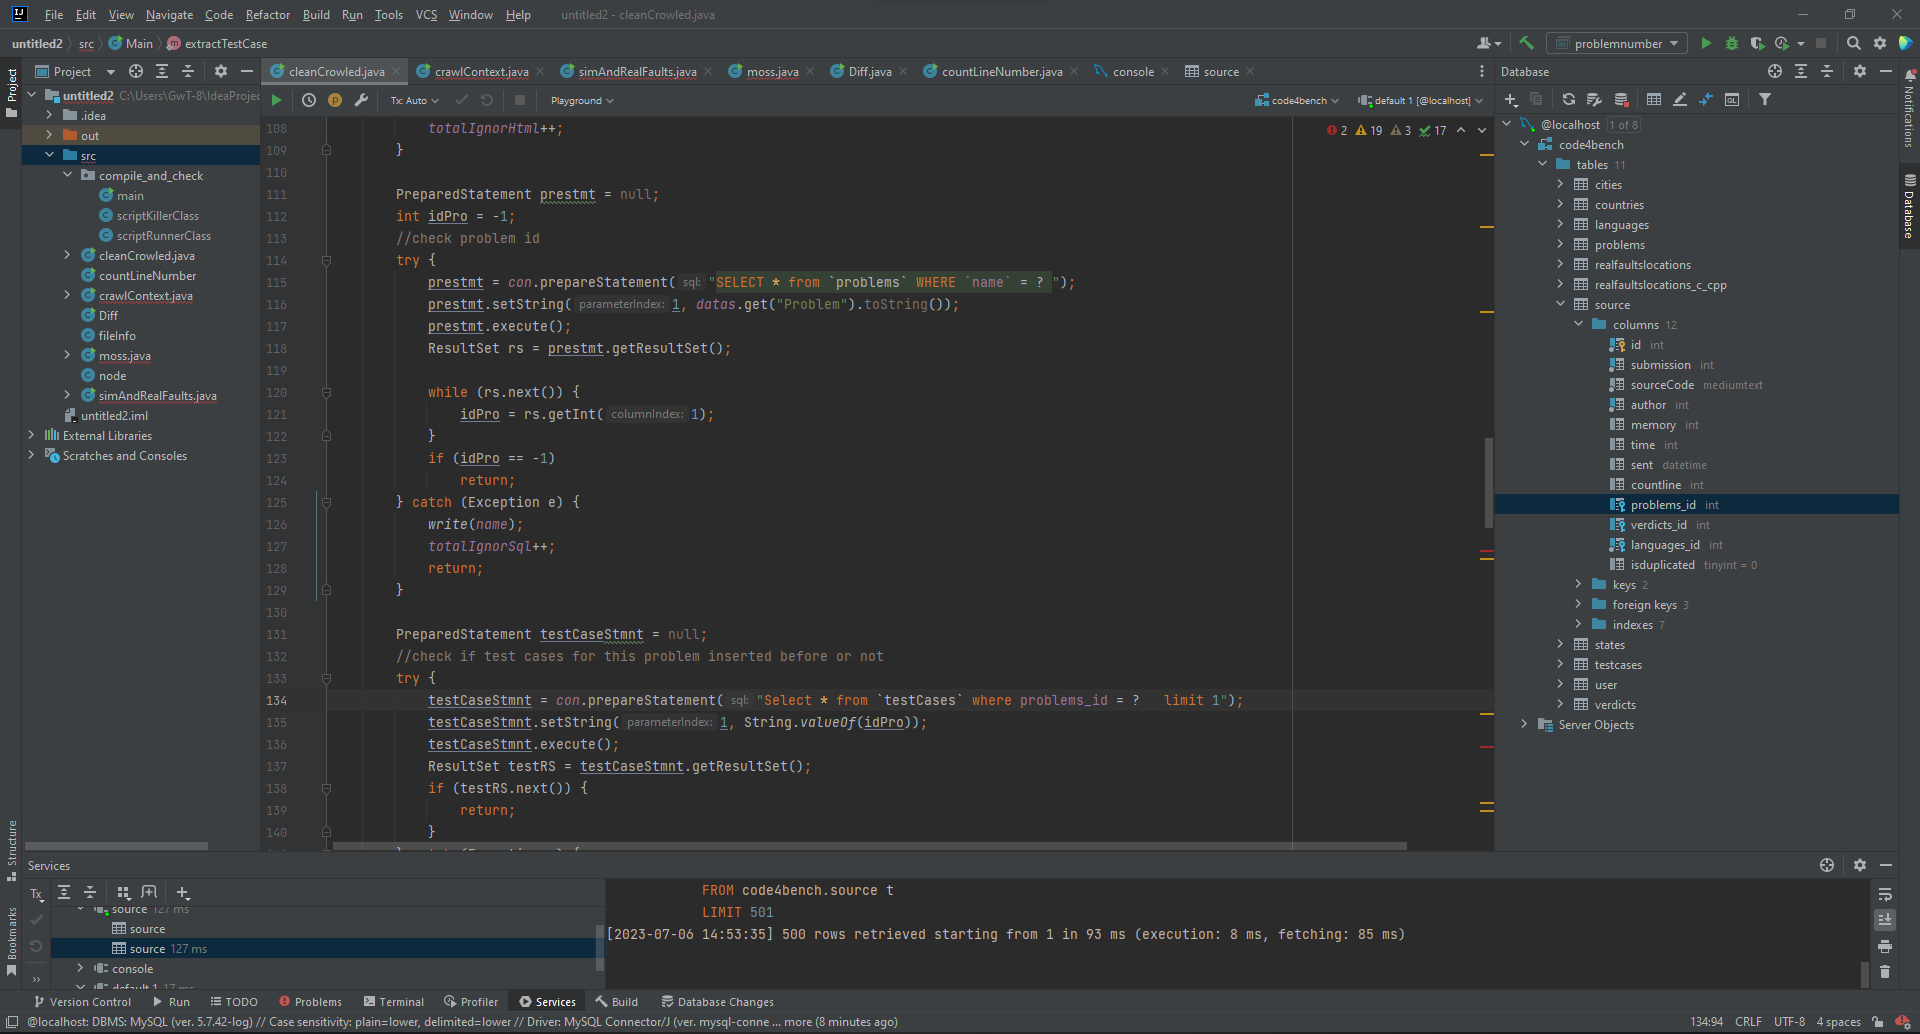 File Edit View Navigate Code Refactor Build Run Tools VCS Window Help untitled2 - cleanCrowled.java
untitled2 src Main extractTestCase problemnumber
Project cleanCrowled.java crawlContext.java simAndRealFaults.java moss.java Diff.java countLineNumber.java console source Database
Tx: Auto Playground code4bench default 1 [@localhost]
Project
Structure
Bookmarks
Notifications
Database
untitled2 C:\Users\GwT-8\IdeaProjec
.idea
out
src
compile_and_check
main
scriptKillerClass
scriptRunnerClass
cleanCrowled.java
countLineNumber
crawlContext.java
Diff
fileInfo
moss.java
node
simAndRealFaults.java
untitled2.iml
External Libraries
Scratches and Consoles
2 19 3 17
108 totalIgnorHtml++;
109 }
110
111 PreparedStatement prestmt = null;
112 int idPro = -1;
113 //check problem id
114 try {
115 prestmt = con.prepareStatement( sql: "SELECT * from `problems` WHERE `name` = ? ");
116 prestmt.setString( parameterIndex: 1, datas.get("Problem").toString());
117 prestmt.execute();
118 ResultSet rs = prestmt.getResultSet();
119
120 while (rs.next()) {
121 idPro = rs.getInt( columnIndex: 1);
122 }
123 if (idPro == -1)
124 return;
125 } catch (Exception e) {
126 write(name);
127 totalIgnorSql++;
128 return;
129 }
130
131 PreparedStatement testCaseStmnt = null;
132 //check if test cases for this problem inserted before or not
133 try {
134 testCaseStmnt = con.prepareStatement( sql: "Select * from `testCases` where problems_id = ? limit 1");
135 testCaseStmnt.setString( parameterIndex: 1, String.valueOf(idPro));
136 testCaseStmnt.execute();
137 ResultSet testRS = testCaseStmnt.getResultSet();
138 if (testRS.next()) {
139 return;
140 }
@localhost 1 of 8
code4bench
tables 11
cities
countries
languages
problems
realfaultslocations
realfaultslocations_c_cpp
source
columns 12
id int
submission int
sourceCode mediumtext
author int
memory int
time int
sent datetime
countline int
problems_id int
verdicts_id int
languages_id int
isduplicated tinyint = 0
keys 2
foreign keys 3
indexes 7
states
testcases
user
verdicts
Server Objects
Services
Tx
source 127 ms
source
source 127 ms
console
default 1 17 ms
FROM code4bench.source t
LIMIT 501
[2023-07-06 14:53:35] 500 rows retrieved starting from 1 in 93 ms (execution: 8 ms, fetching: 85 ms)
Version Control Run TODO Problems Terminal Profiler Services Build Database Changes
@localhost: DBMS: MySQL (ver. 5.7.42-log) // Case sensitivity: plain=lower, delimited=lower // Driver: MySQL Connector/J (ver. mysql-conne ... more (8 minutes ago) 134:94 CRLF UTF-8 4 spaces